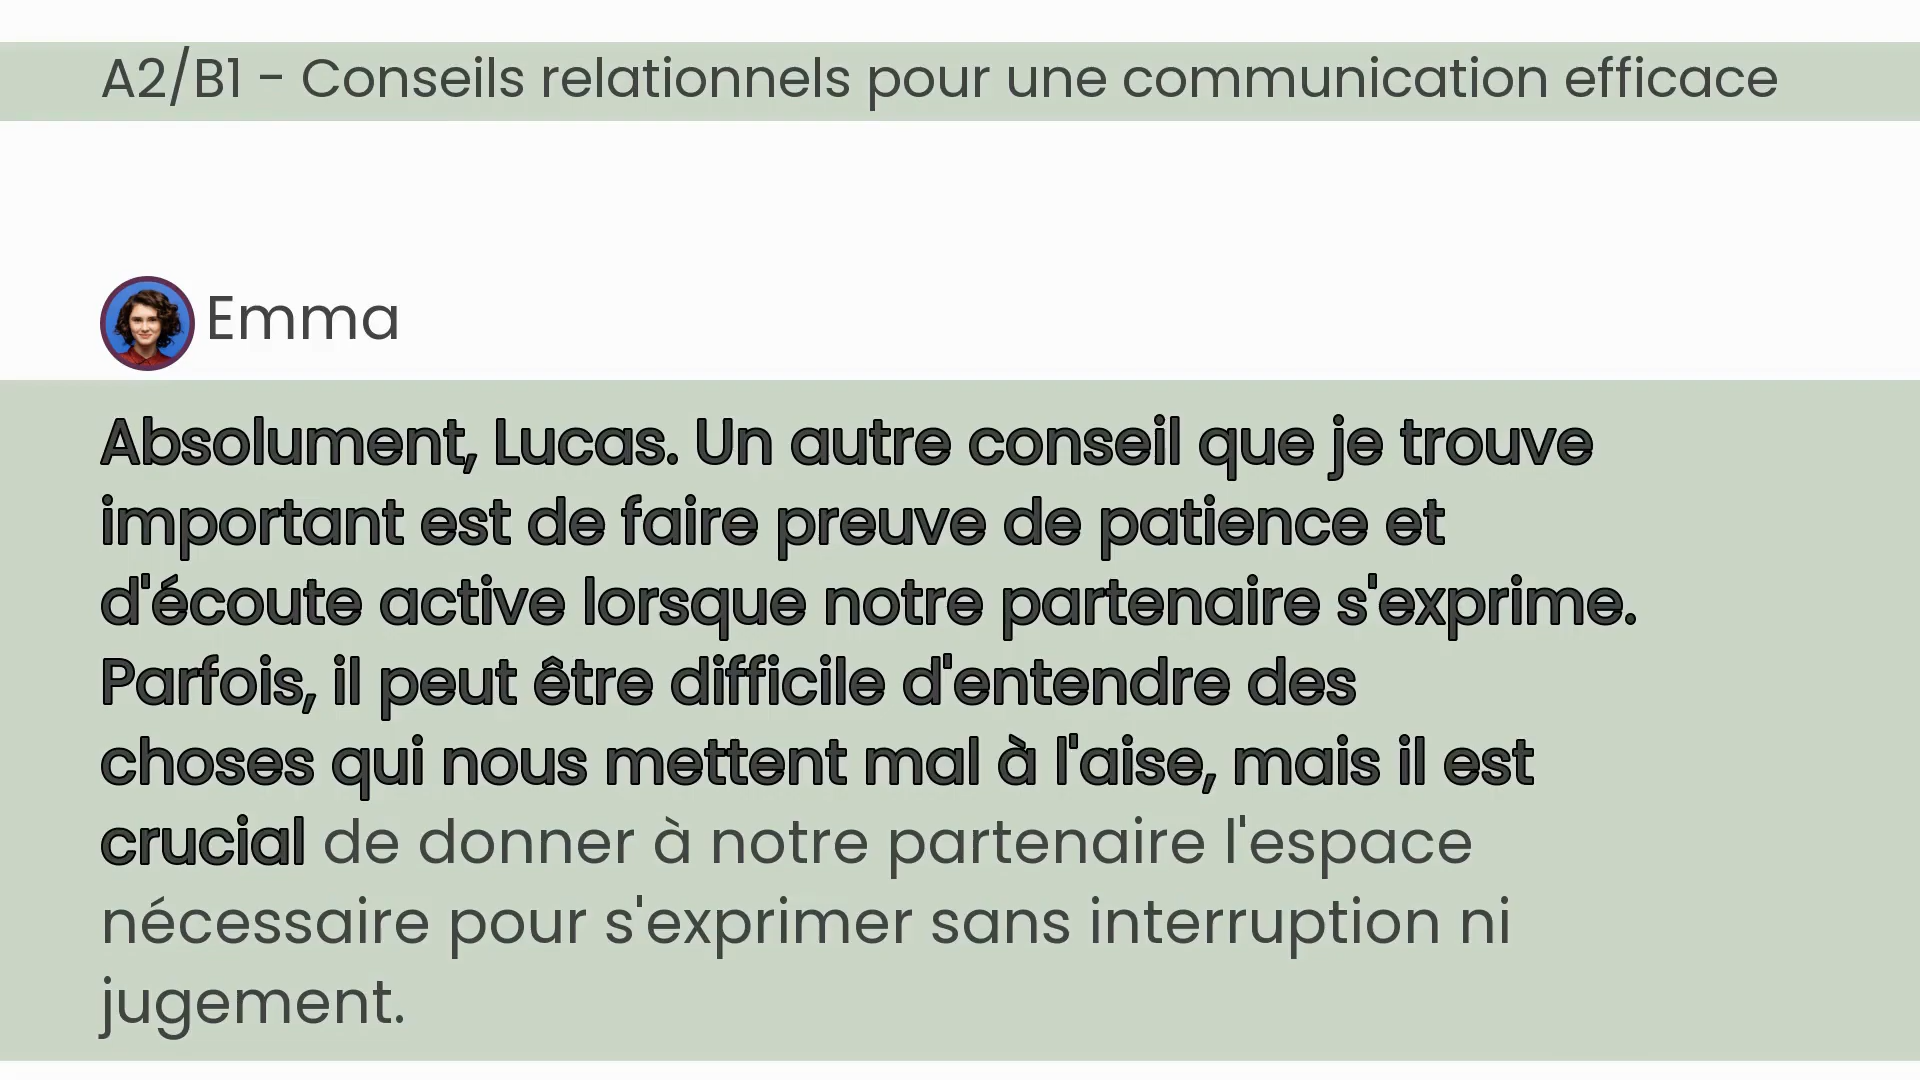 A2/B1 - Conseils relationnels pour une communication efficace
Emma
Absolument, Lucas. Un autre conseil que je trouve
important est de faire preuve de patience et
d'écoute active lorsque notre partenaire s'exprime.
Parfois, il peut être difficile d'entendre des
choses qui nous mettent mal à l'aise, mais il est
crucial de donner à notre partenaire l'espace
nécessaire pour s'exprimer sans interruption ni
jugement.